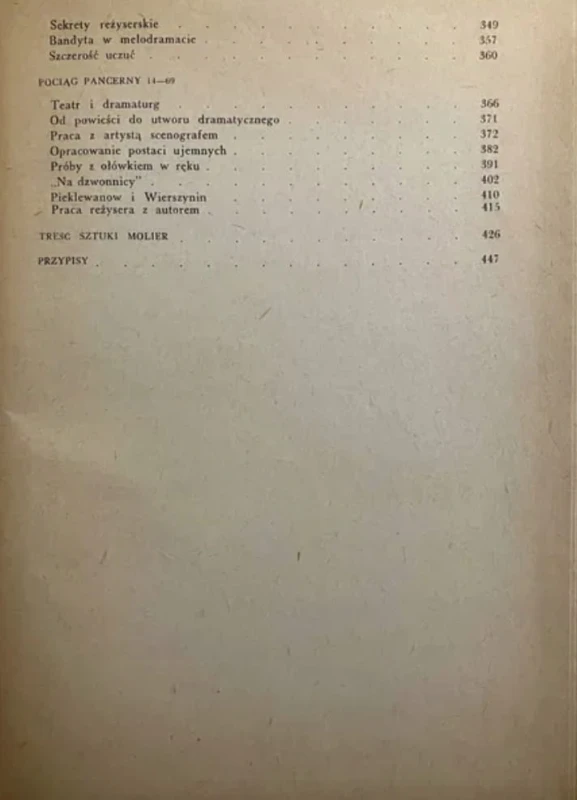 Sekrety reżyserskie . . . . . . 349
Bandyta w melodramacie . . . . . 357
Szczerość uczuć . . . . . . 360
POCIĄG PANCERNY 14—69
Teatr i dramaturg . . . . . . 366
Od powieści do utworu dramatycznego . . . . 371
Praca z artystą scenografem . . . . . 372
Opracowanie postaci ujemnych . . . . . 382
Próby z ołówkiem w ręku . . . . . 391
„Na dzwonnicy” . . . . . . 402
Pieklewanow i Wierszynin . . . . . 410
Praca reżysera z autorem . . . . . 415
TREŚĆ SZTUKI MOLIER . . . . . . 426
PRZYPISY . . . . . . . 447